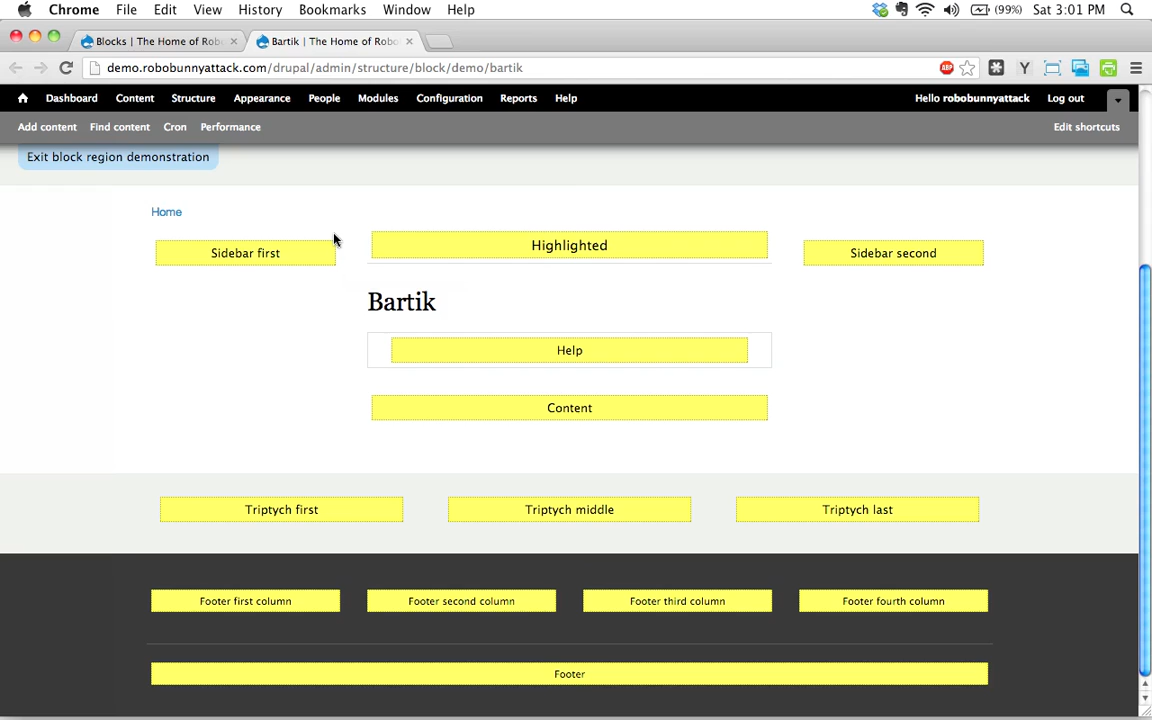 Chrome File Edit View History Bookmarks Window Help (99%) Sat 3:01 PM
Blocks | The Home of Rob Bartik | The Home of Robo
demo.robobunnyattack.com/drupal/admin/structure/block/demo/bartik ABP
Dashboard Content Structure Appearance People Modules Configuration Reports Help Hello robobunnyattack Log out
Add content Find content Cron Performance Edit shortcuts
Exit block region demonstration
Home
Sidebar first Highlighted Sidebar second
Bartik
Help
Content
Triptych first Triptych middle Triptych last
Footer first column Footer second column Footer third column Footer fourth column
Footer